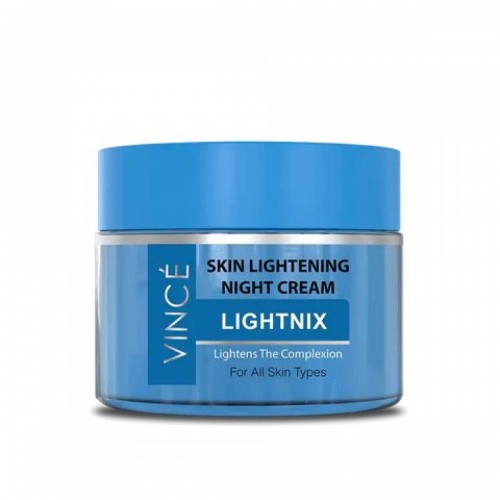 VINCÉ
SKIN LIGHTENING
NIGHT CREAM
LIGHTNIX
Lightens The Complexion
For All Skin Types